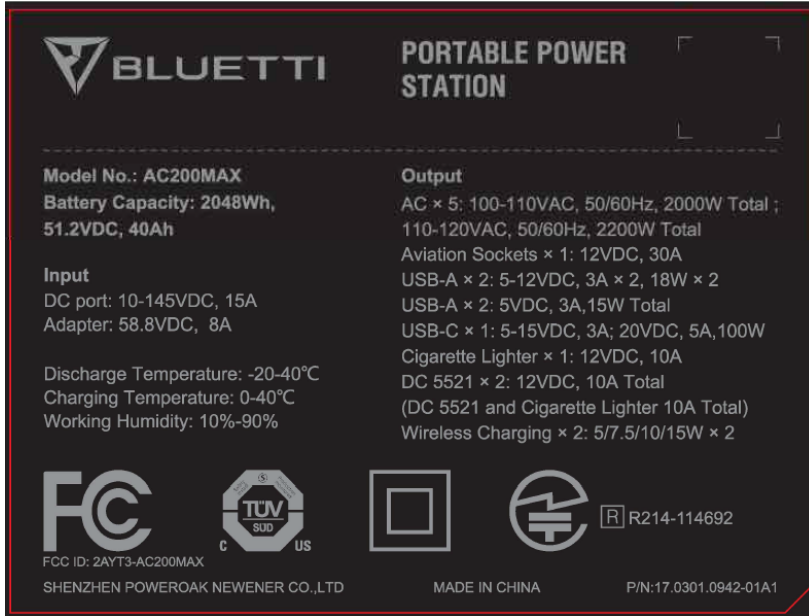 BLUETTI
PORTABLE POWER
STATION
Model No.: AC200MAX
Battery Capacity: 2048Wh,
51.2VDC, 40Ah
Input
DC port: 10-145VDC, 15A
Adapter: 58.8VDC, 8A
Discharge Temperature: -20-40℃
Charging Temperature: 0-40℃
Working Humidity: 10%-90%
Output
AC × 5: 100-110VAC, 50/60Hz, 2000W Total ;
110-120VAC, 50/60Hz, 2200W Total
Aviation Sockets × 1: 12VDC, 30A
USB-A × 2: 5-12VDC, 3A × 2, 18W × 2
USB-A × 2: 5VDC, 3A,15W Total
USB-C × 1: 5-15VDC, 3A; 20VDC, 5A,100W
Cigarette Lighter × 1: 12VDC, 10A
DC 5521 × 2: 12VDC, 10A Total
(DC 5521 and Cigarette Lighter 10A Total)
Wireless Charging × 2: 5/7.5/10/15W × 2
FC
FCC ID: 2AYT3-AC200MAX
TÜV
SÜD
C US
R R214-114692
SHENZHEN POWEROAK NEWENER CO.,LTD
MADE IN CHINA
P/N:17.0301.0942-01A1